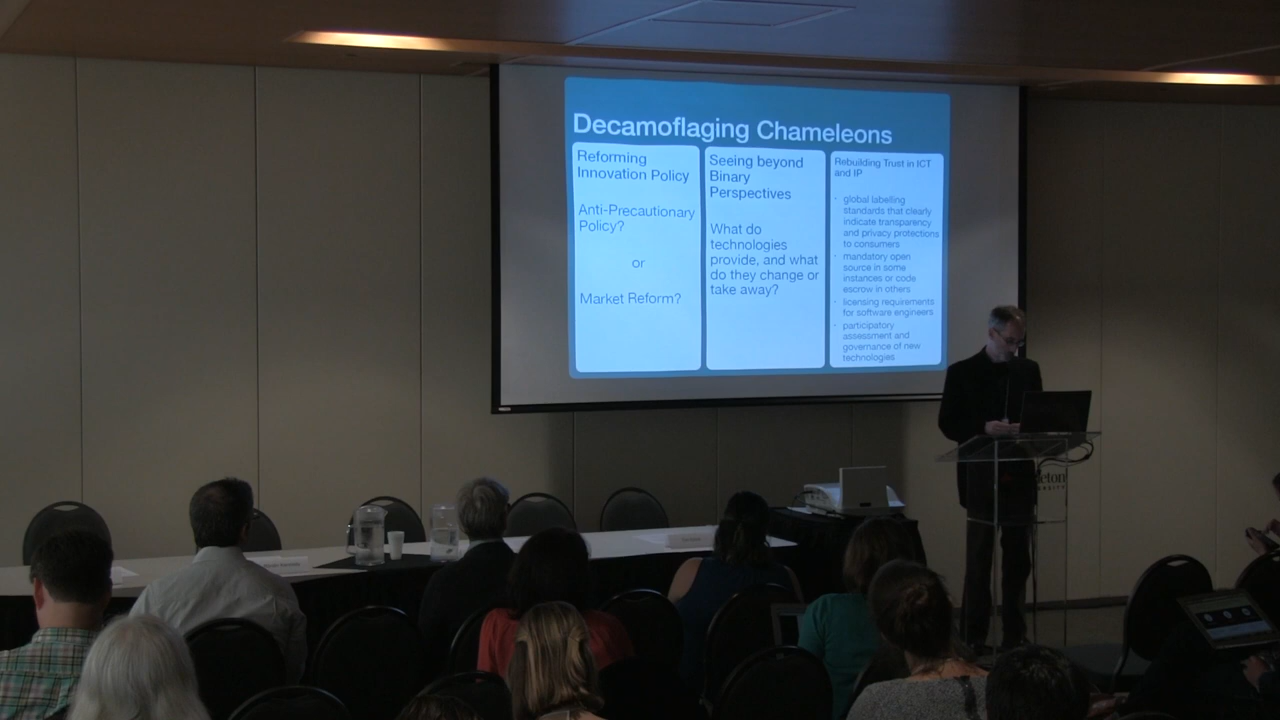 Decamoflaging Chameleons
Reforming
Innovation Policy
Anti-Precautionary
Policy?
or
Market Reform?
Seeing beyond
Binary
Perspectives
What do
technologies
provide, and what
do they change or
take away?
Rebuilding Trust in ICT
and IP
· global labelling
standards that clearly
indicate transparency
and privacy protections
to consumers
· mandatory open
source in some
instances or code
escrow in others
· licensing requirements
for software engineers
· participatory
assessment and
governance of new
technologies